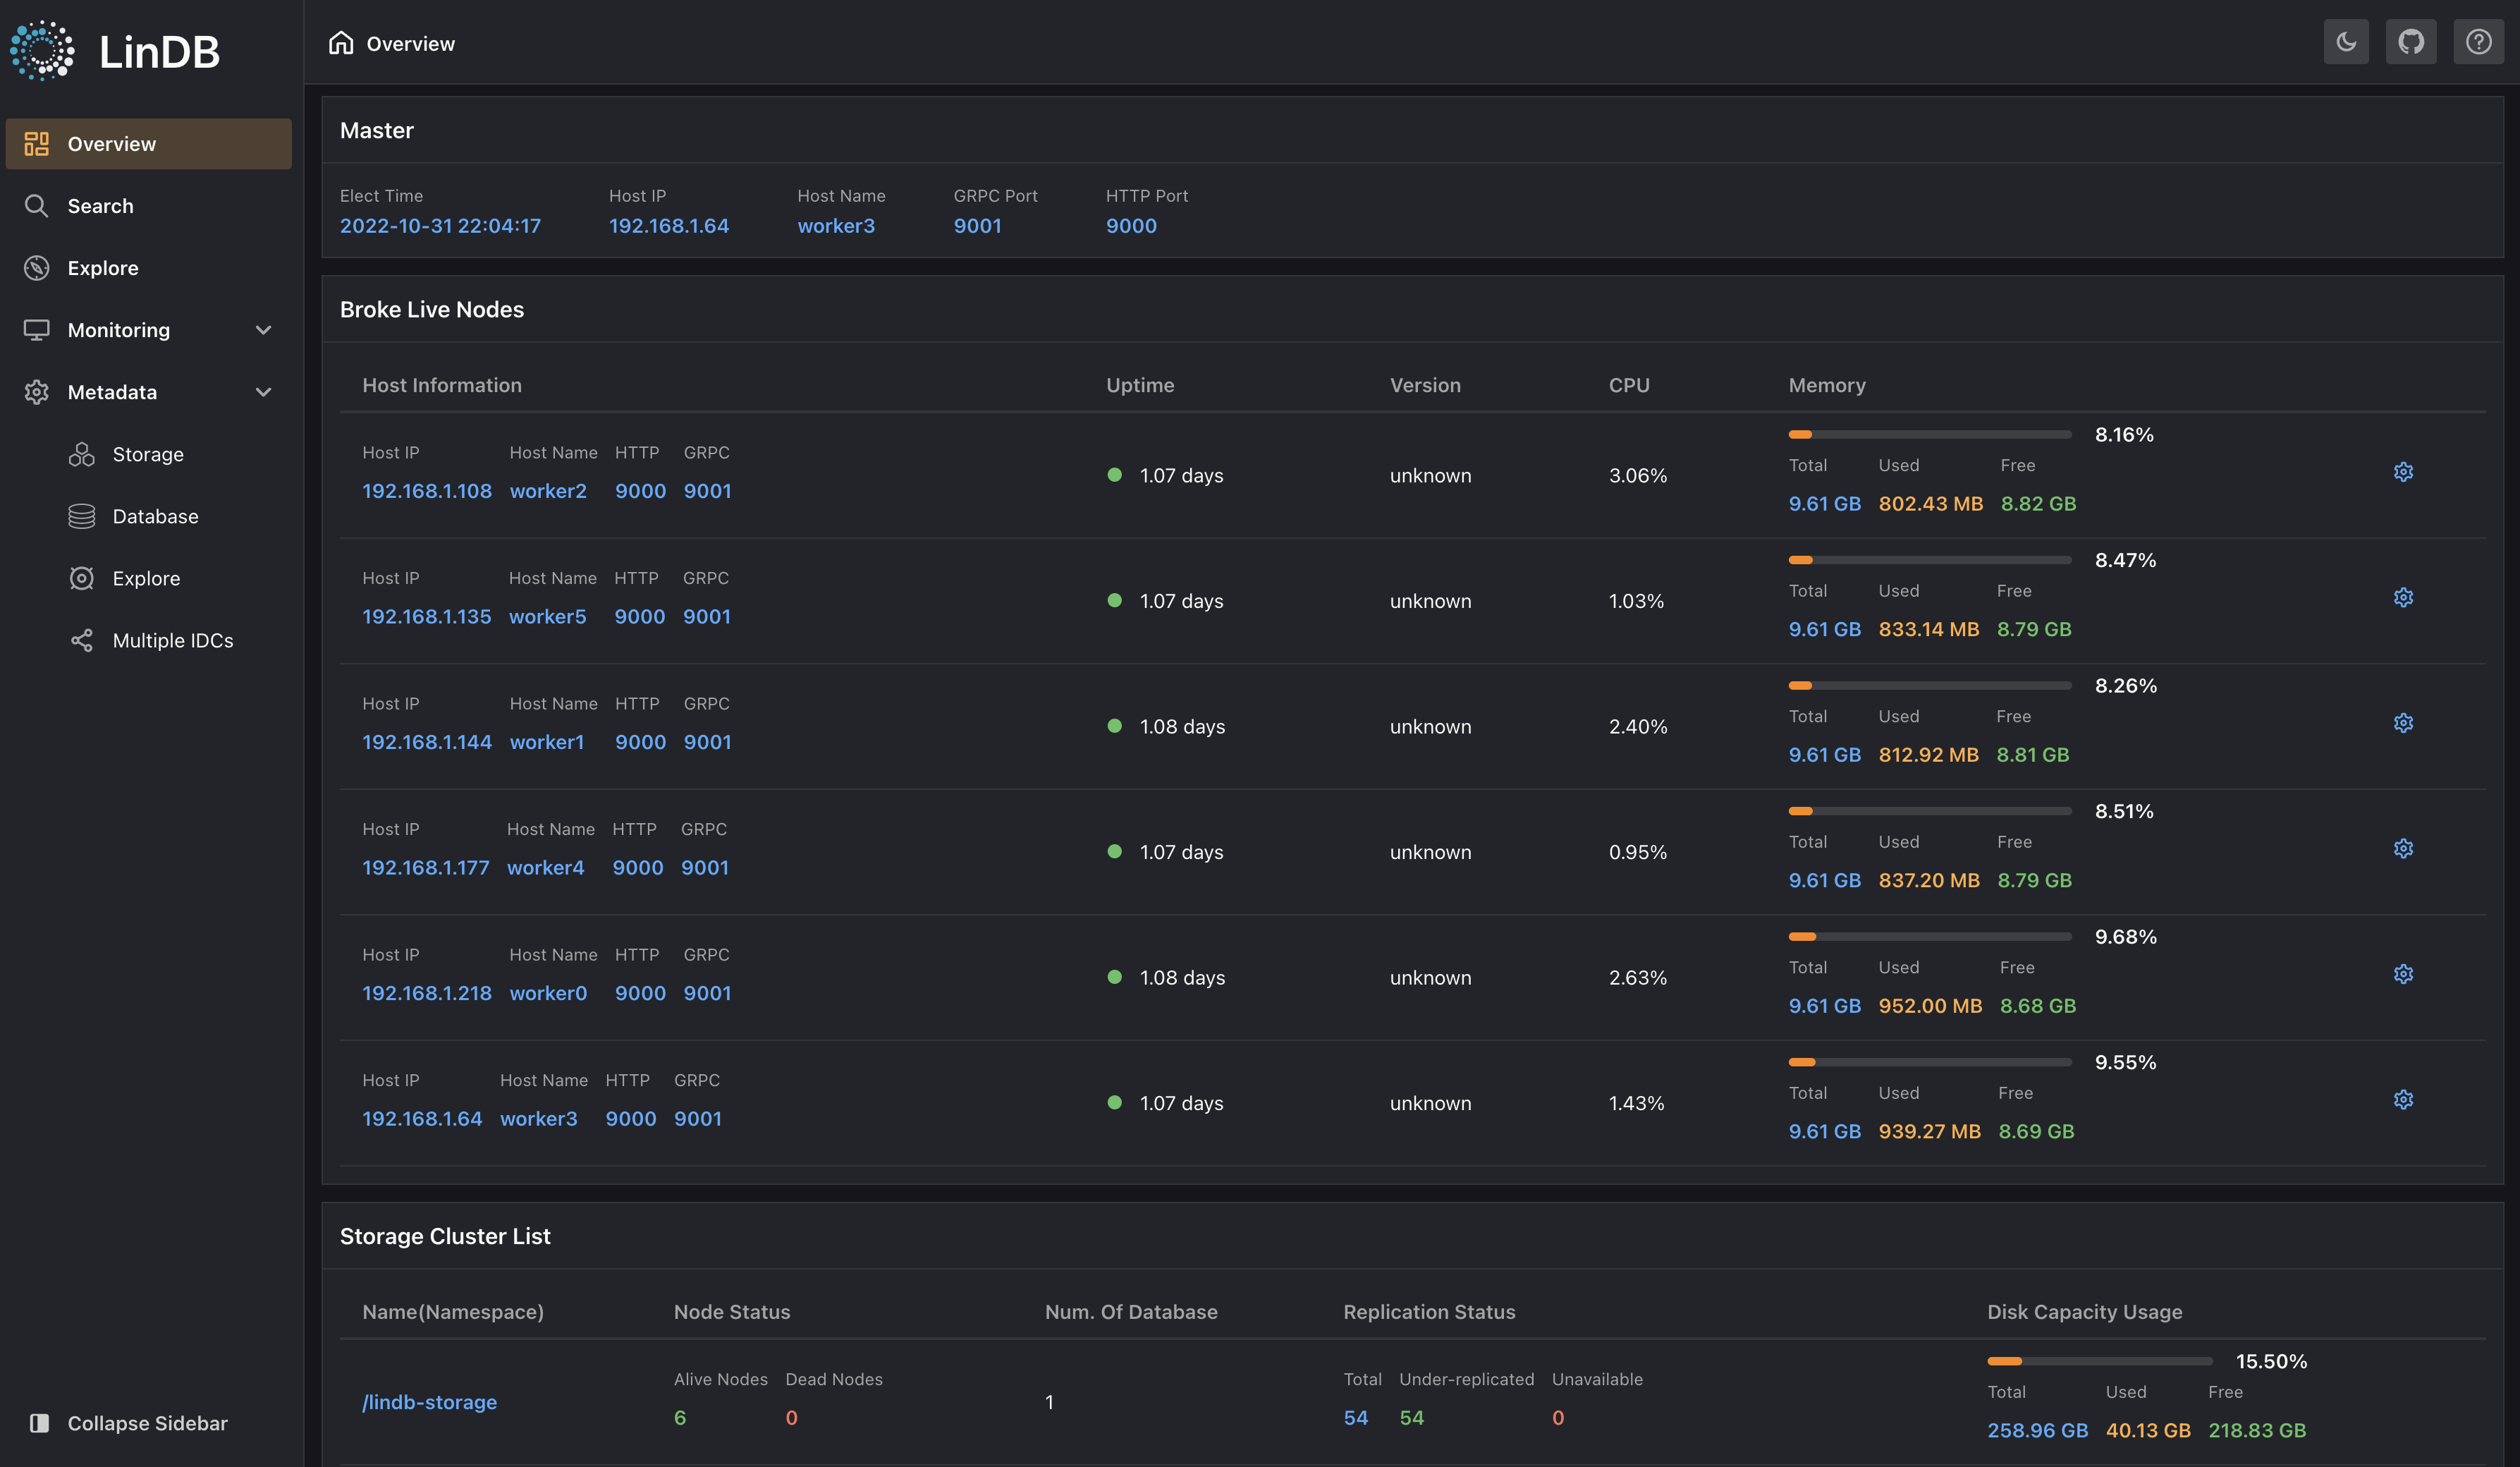 LinDB
Overview
Search
Explore
Monitoring
Metadata
Storage
Database
Explore
Multiple IDCs
Collapse Sidebar
Overview
Master
Elect Time Host IP Host Name GRPC Port HTTP Port
2022-10-31 22:04:17 192.168.1.64 worker3 9001 9000
Broke Live Nodes
Host Information Uptime Version CPU Memory
8.16%
Host IP Host Name HTTP GRPC
1.07 days unknown 3.06%
Total Used Free
192.168.1.108 worker2 9000 9001
9.61 GB 802.43 MB 8.82 GB
8.47%
Host IP Host Name HTTP GRPC
1.07 days unknown 1.03%
Total Used Free
192.168.1.135 worker5 9000 9001
9.61 GB 833.14 MB 8.79 GB
8.26%
Host IP Host Name HTTP GRPC
1.08 days unknown 2.40%
Total Used Free
192.168.1.144 worker1 9000 9001
9.61 GB 812.92 MB 8.81 GB
8.51%
Host IP Host Name HTTP GRPC
1.07 days unknown 0.95%
Total Used Free
192.168.1.177 worker4 9000 9001
9.61 GB 837.20 MB 8.79 GB
9.68%
Host IP Host Name HTTP GRPC
1.08 days unknown 2.63%
Total Used Free
192.168.1.218 worker0 9000 9001
9.61 GB 952.00 MB 8.68 GB
9.55%
Host IP Host Name HTTP GRPC
1.07 days unknown 1.43%
Total Used Free
192.168.1.64 worker3 9000 9001
9.61 GB 939.27 MB 8.69 GB
Storage Cluster List
Name(Namespace) Node Status Num. Of Database Replication Status Disk Capacity Usage
15.50%
Alive Nodes Dead Nodes Total Under-replicated Unavailable
Total Used Free
/lindb-storage 1
6 0 54 54 0
258.96 GB 40.13 GB 218.83 GB